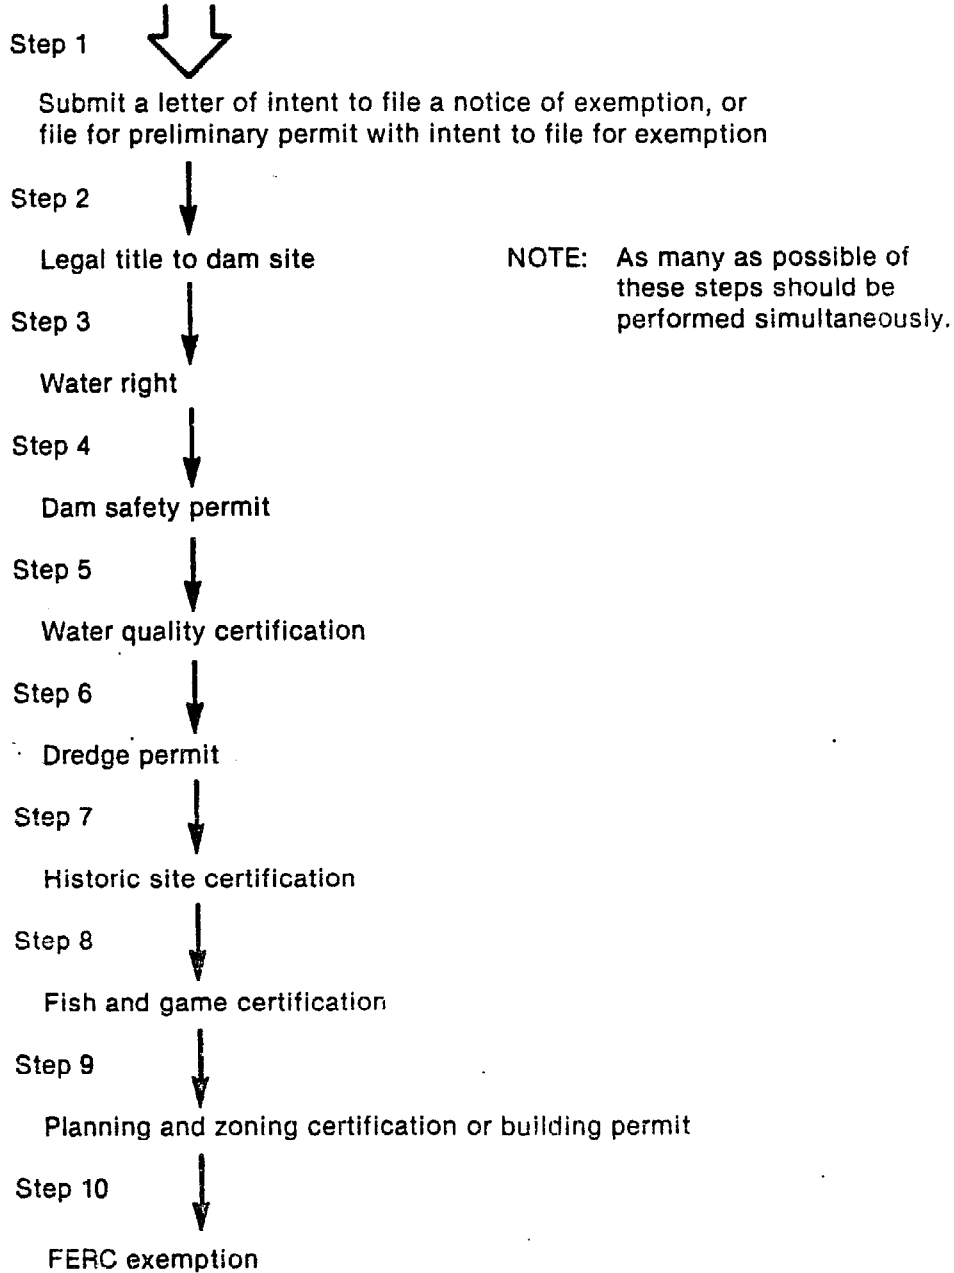 Step 1
Submit a letter of intent to file a notice of exemption, or
file for preliminary permit with intent to file for exemption
Step 2
Legal title to dam site
NOTE: As many as possible of
these steps should be
performed simultaneously.
Step 3
Water right
Step 4
Dam safety permit
Step 5
Water quality certification
Step 6
Dredge permit
Step 7
Historic site certification
Step 8
Fish and game certification
Step 9
Planning and zoning certification or building permit
Step 10
FERC exemption